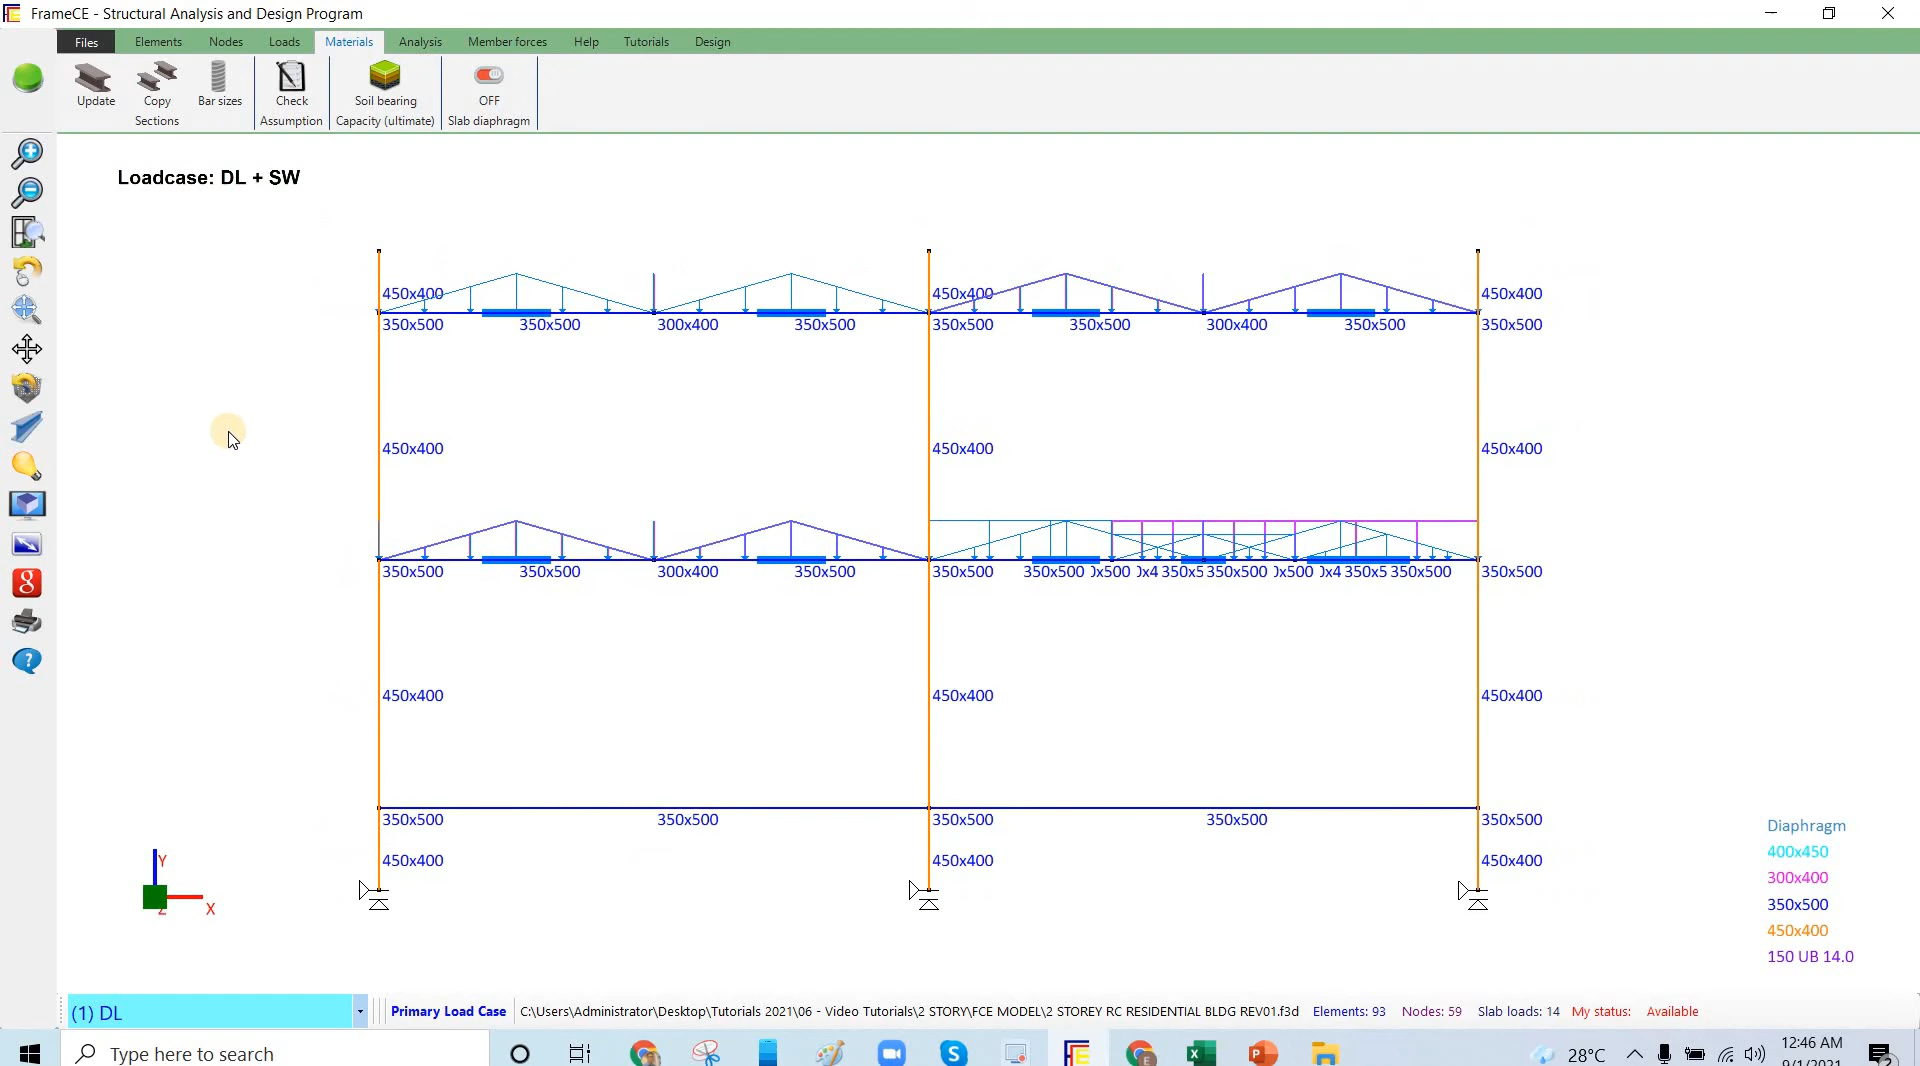 FrameCE - Structural Analysis and Design Program
Files Elements Nodes Loads Materials Analysis Member forces Help Tutorials Design
Update Copy Bar sizes Check Soil bearing OFF
Sections Assumption Capacity (ultimate) Slab diaphragm
Loadcase: DL + SW
450x400 450x400 450x400
350x500 350x500 300x400 350x500 350x500 350x500 300x400 350x500 350x500
450x400 450x400 450x400
350x500 350x500 300x400 350x500 350x500 350x500 350x500 350x500 350x500
450x400 450x400 450x400
350x500 350x500 350x500 350x500 350x500
450x400 450x400 450x400
Y
Z X
Diaphragm
400x450
300x400
350x500
450x400
150 UB 14.0
(1) DL Primary Load Case C:\Users\Administrator\Desktop\Tutorials 2021\06 - Video Tutorials\2 STORY\FCE MODEL\2 STOREY RC RESIDENTIAL BLDG REV01.f3d Elements: 93 Nodes: 59 Slab loads: 14 My status: Available
Type here to search 28°C 12:46 AM
9/1/2021